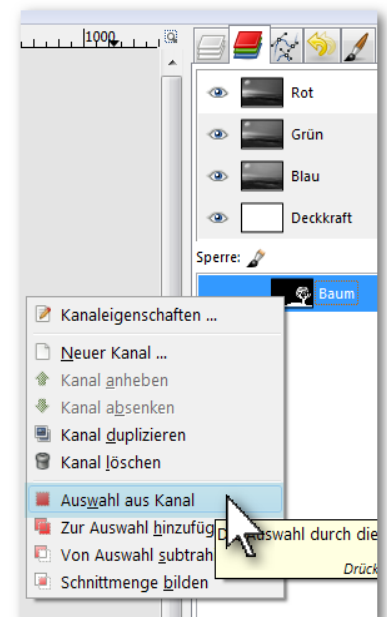 1000
Rot
Grün
Blau
Deckkraft
Sperre:
Baum
Kanaleigenschaften ...
Neuer Kanal ...
Kanal anheben
Kanal absenken
Kanal duplizieren
Kanal löschen
Auswahl aus Kanal
Zur Auswahl hinzufüg
Auswahl durch die
Von Auswahl subtrah
Drück
Schnittmenge bilden